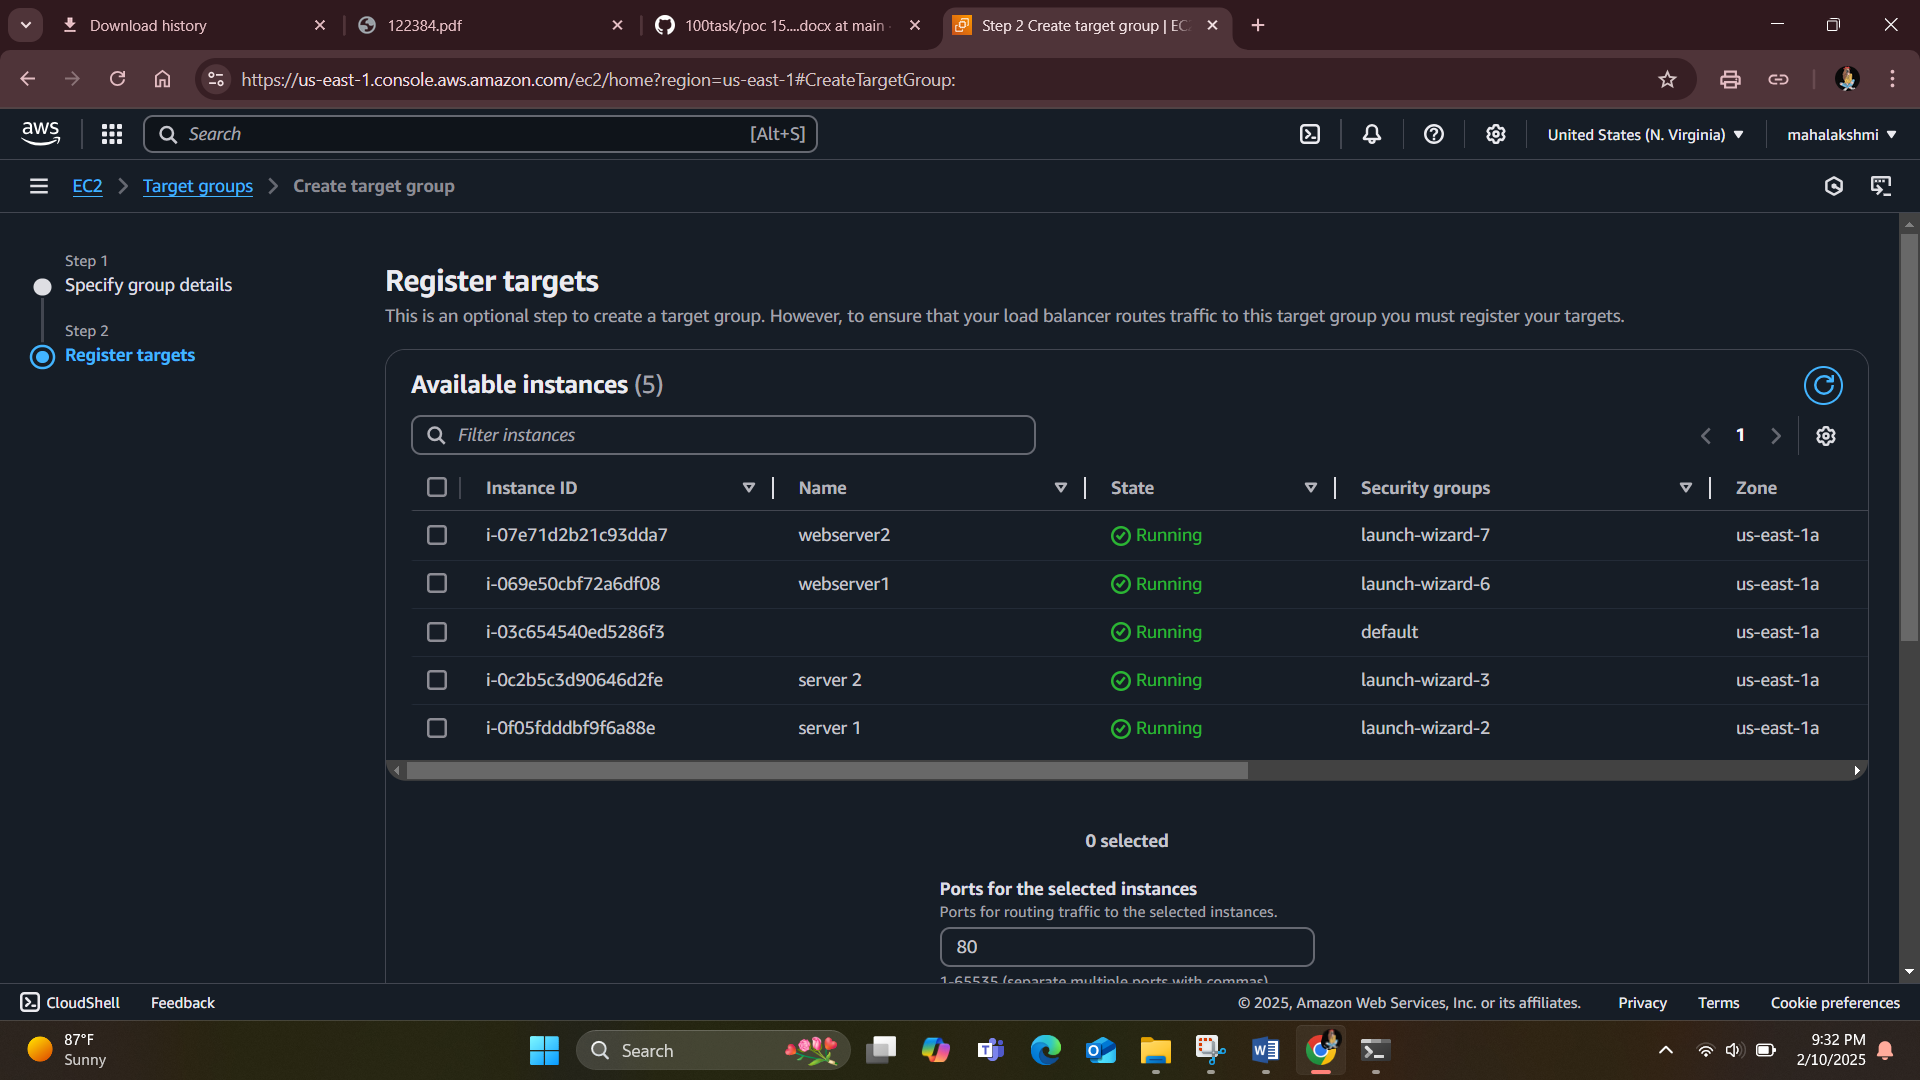 Download history
122384.pdf
100task/poc 15....docx at main
Step 2 Create target group | EC
https://us-east-1.console.aws.amazon.com/ec2/home?region=us-east-1#CreateTargetGroup:
aws
Search
[Alt+S]
United States (N. Virginia)
mahalakshmi
EC2
Target groups
Create target group
Step 1
Specify group details
Step 2
Register targets
Register targets
This is an optional step to create a target group. However, to ensure that your load balancer routes traffic to this target group you must register your targets.
Available instances (5)
Filter instances
1
Instance ID Name State Security groups Zone
i-07e71d2b21c93dda7 webserver2 Running launch-wizard-7 us-east-1a
i-069e50cbf72a6df08 webserver1 Running launch-wizard-6 us-east-1a
i-03c654540ed5286f3 Running default us-east-1a
i-0c2b5c3d90646d2fe server 2 Running launch-wizard-3 us-east-1a
i-0f05fdddbf9f6a88e server 1 Running launch-wizard-2 us-east-1a
0 selected
Ports for the selected instances
Ports for routing traffic to the selected instances.
80
1-65535 (separate multiple ports with commas)
CloudShell
Feedback
© 2025, Amazon Web Services, Inc. or its affiliates.
Privacy
Terms
Cookie preferences
87°F
Sunny
Search
9:32 PM
2/10/2025